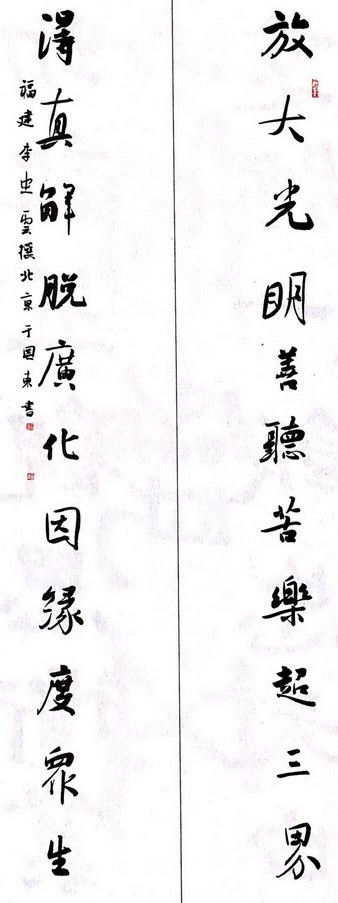 放大光明善聽苦樂超三界
得真解脫廣化因緣度眾生
福建李忠雲撰北京于國東書